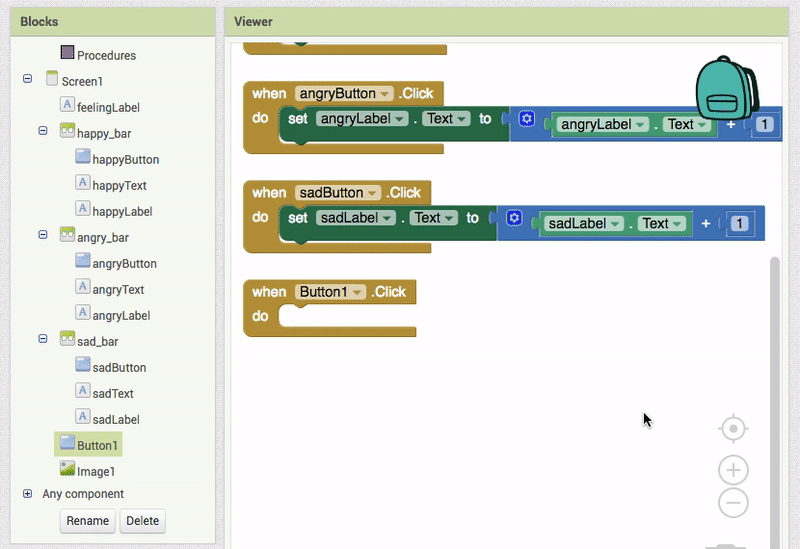 Blocks
Viewer
Procedures
Screen1
A feelingLabel
happy_bar
happyButton
A happyText
A happyLabel
angry_bar
angryButton
A angryText
A angryLabel
sad_bar
sadButton
A sadText
A sadLabel
Button1
Image1
Any component
Rename Delete
when angryButton .Click
do set angryLabel . Text to angryLabel . Text + 1
when sadButton .Click
do set sadLabel . Text to sadLabel . Text + 1
when Button1 .Click
do